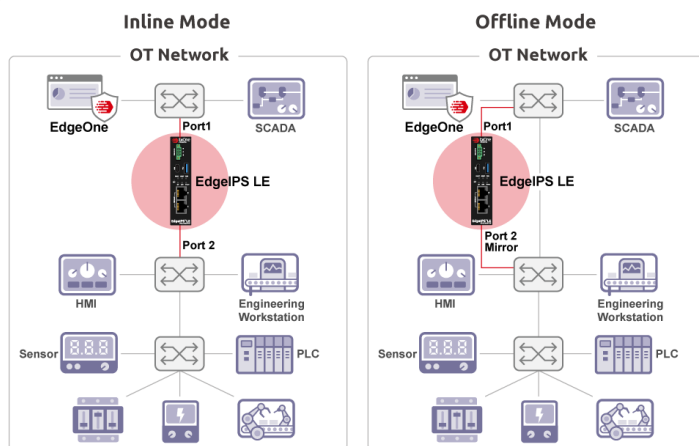 Inline Mode
OT Network
EdgeOne
SCADA
Port1
EdgeIPS LE
Port 2
HMI
Engineering
Workstation
Sensor
8.8.8
PLC
Offline Mode
OT Network
EdgeOne
SCADA
Port1
EdgeIPS LE
Port 2
Mirror
HMI
Engineering
Workstation
Sensor
8.8.8
PLC